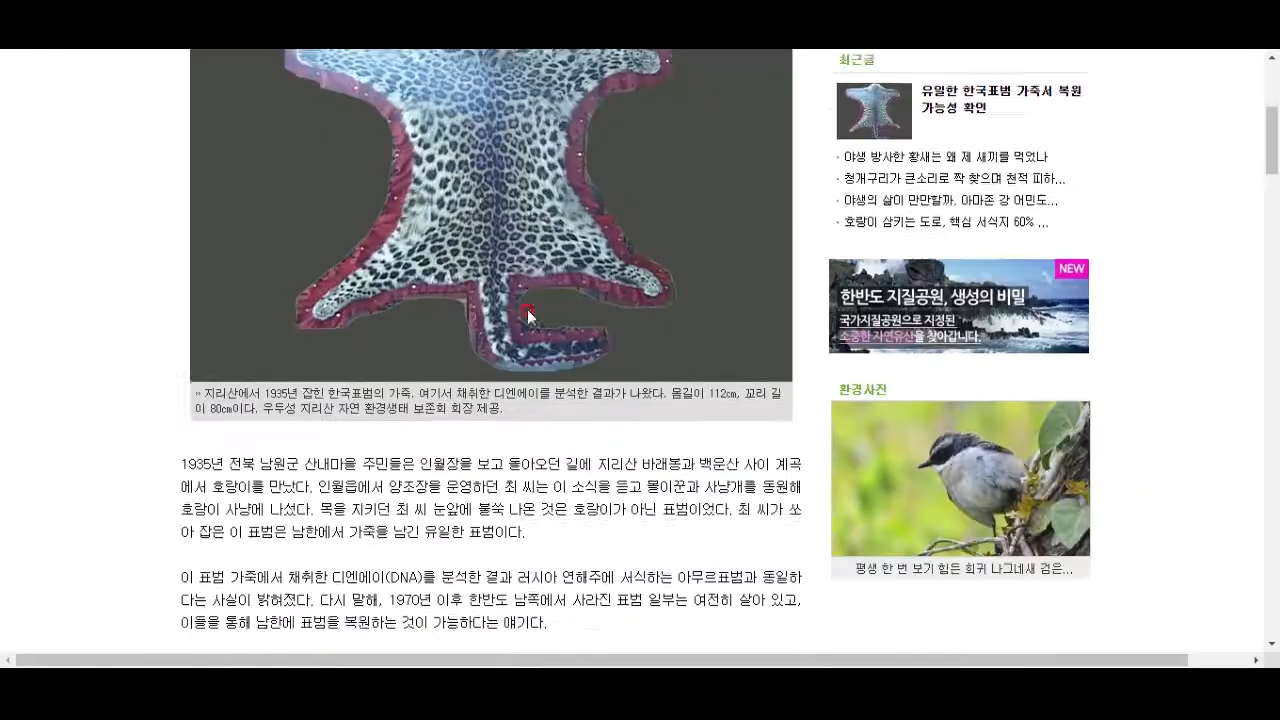 » 지리산에서 1935년 잡힌 한국표범의 가죽. 여기서 채취한 디엔에이를 분석한 결과가 나왔다. 몸길이 112㎝, 꼬리 길
이 80㎝이다. 우두성 지리산 자연 환경생태 보존회 회장 제공.
1935년 전북 남원군 산내마을 주민들은 인월장을 보고 돌아오던 길에 지리산 바래봉과 백운산 사이 계곡
에서 호랑이를 만났다. 인월읍에서 양조장을 운영하던 최 씨는 이 소식을 듣고 몰이꾼과 사냥개를 동원해
호랑이 사냥에 나섰다. 목을 지키던 최 씨 눈앞에 불쑥 나온 것은 호랑이가 아닌 표범이었다. 최 씨가 쏘
아 잡은 이 표범은 남한에서 가죽을 남긴 유일한 표범이다.
이 표범 가죽에서 채취한 디엔에이(DNA)를 분석한 결과 러시아 연해주에 서식하는 아무르표범과 동일하
다는 사실이 밝혀졌다. 다시 말해, 1970년 이후 한반도 남쪽에서 사라진 표범 일부는 여전히 살아 있고,
이들을 통해 남한에 표범을 복원하는 것이 가능하다는 얘기다.
최근글
유일한 한국표범 가죽서 복원
가능성 확인
· 야생 방사한 황새는 왜 제 새끼를 먹었나
· 청개구리가 큰소리로 짝 찾으며 천적 피하...
· 야생의 삶이 만만할까, 아마존 강 어민도...
· 호랑이 삼키는 도로, 핵심 서식지 60% ...
NEW
한반도 지질공원, 생성의 비밀
국가지질공원으로 지정된
소중한 자연유산을 찾아갑니다.
환경사진
평생 한 번 보기 힘든 희귀 나그네새 검은...